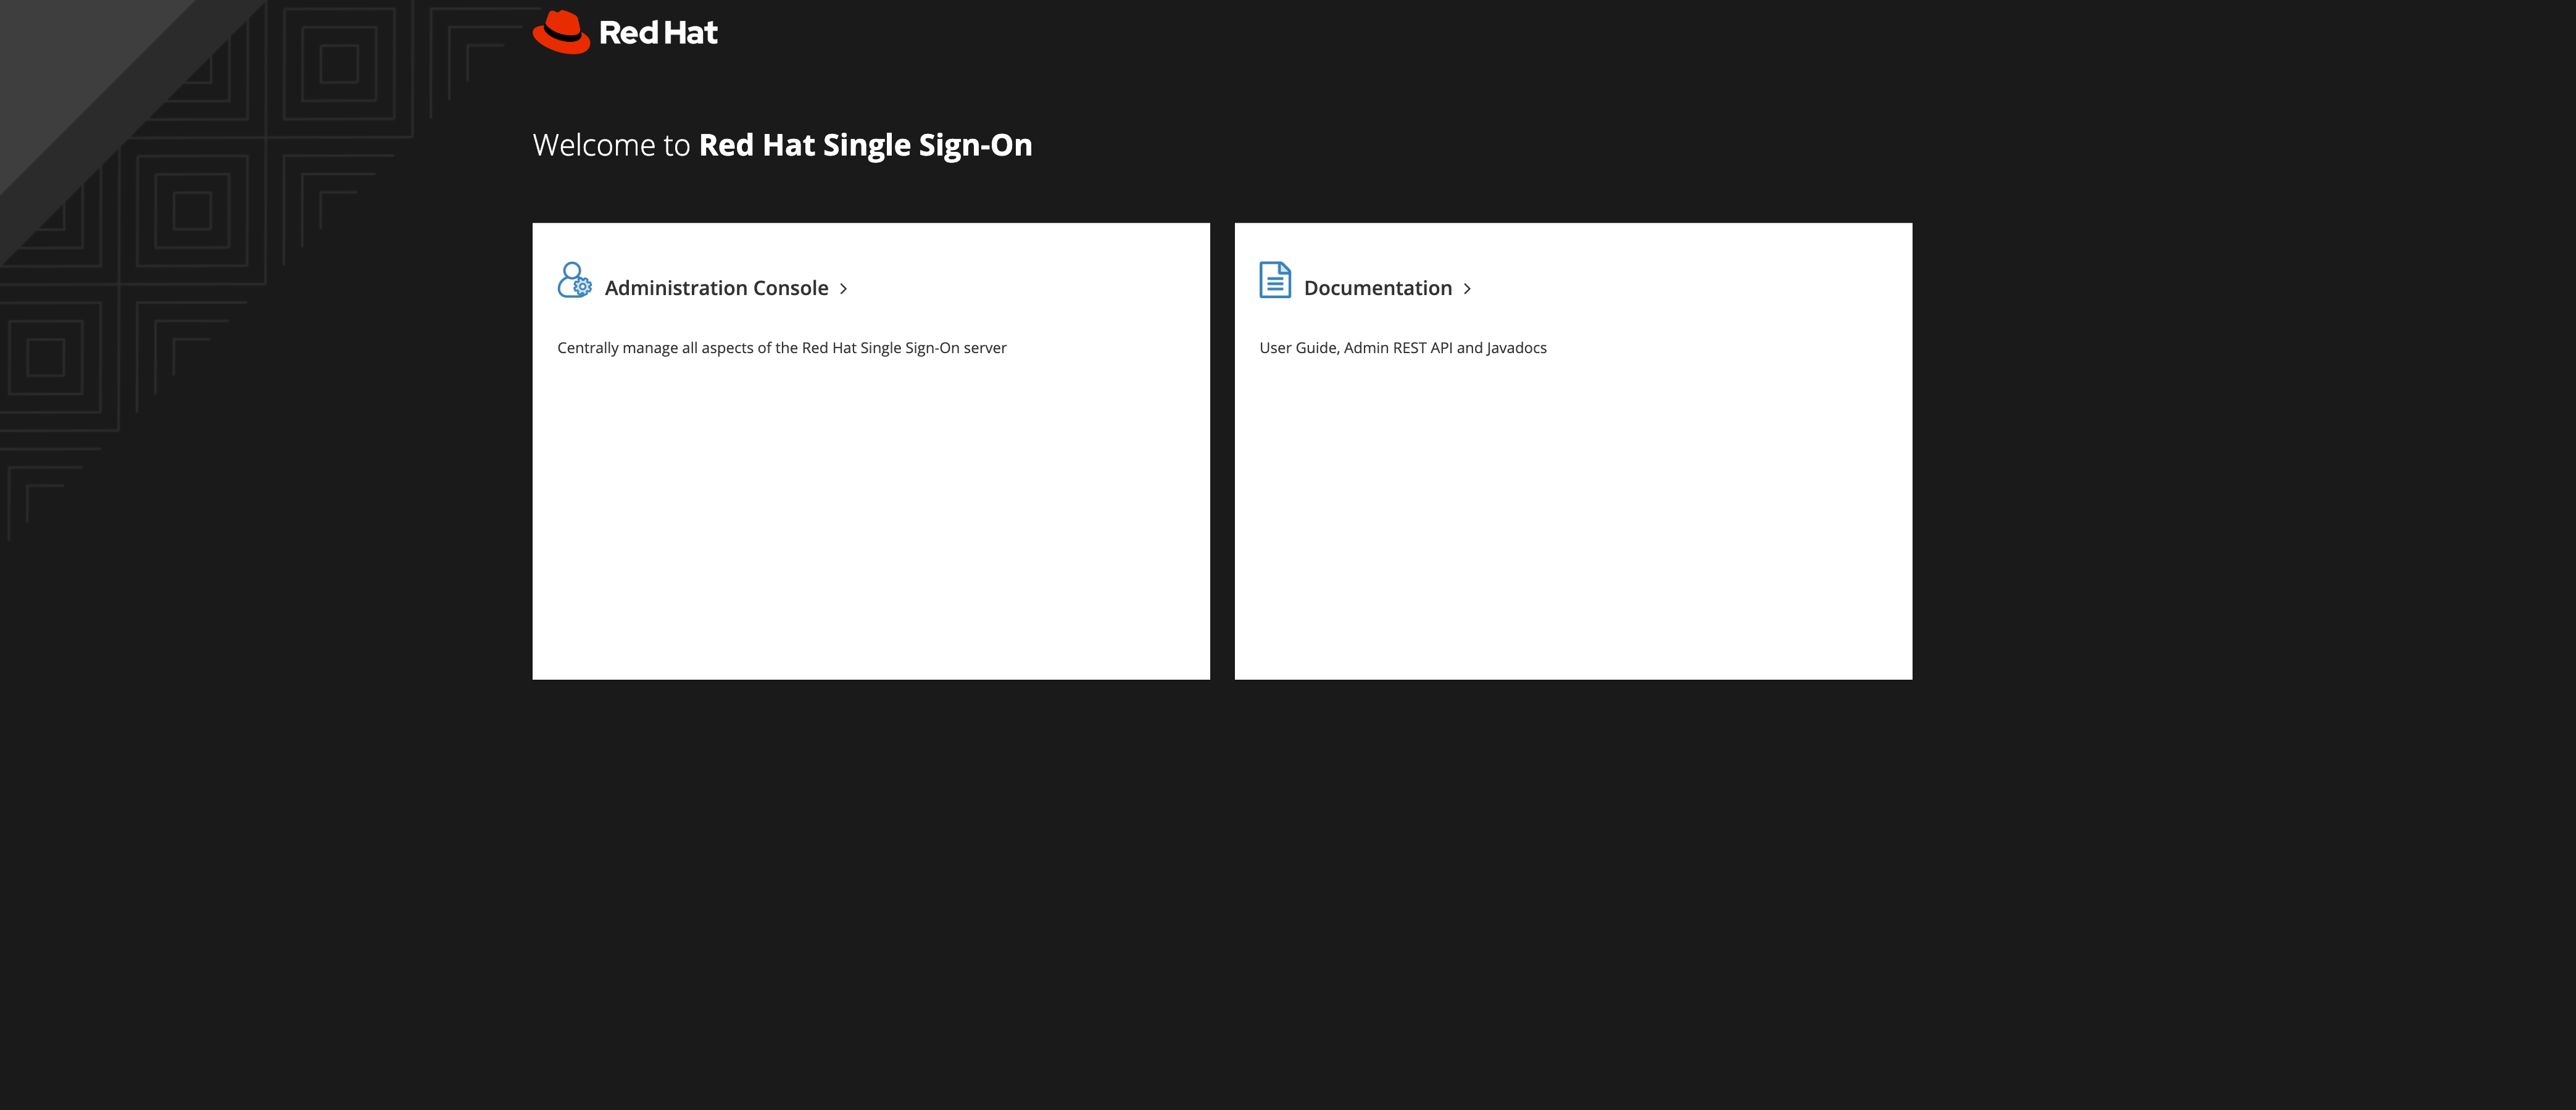 Red Hat
Welcome to Red Hat Single Sign-On
Administration Console
Centrally manage all aspects of the Red Hat Single Sign-On server
Documentation
User Guide, Admin REST API and Javadocs